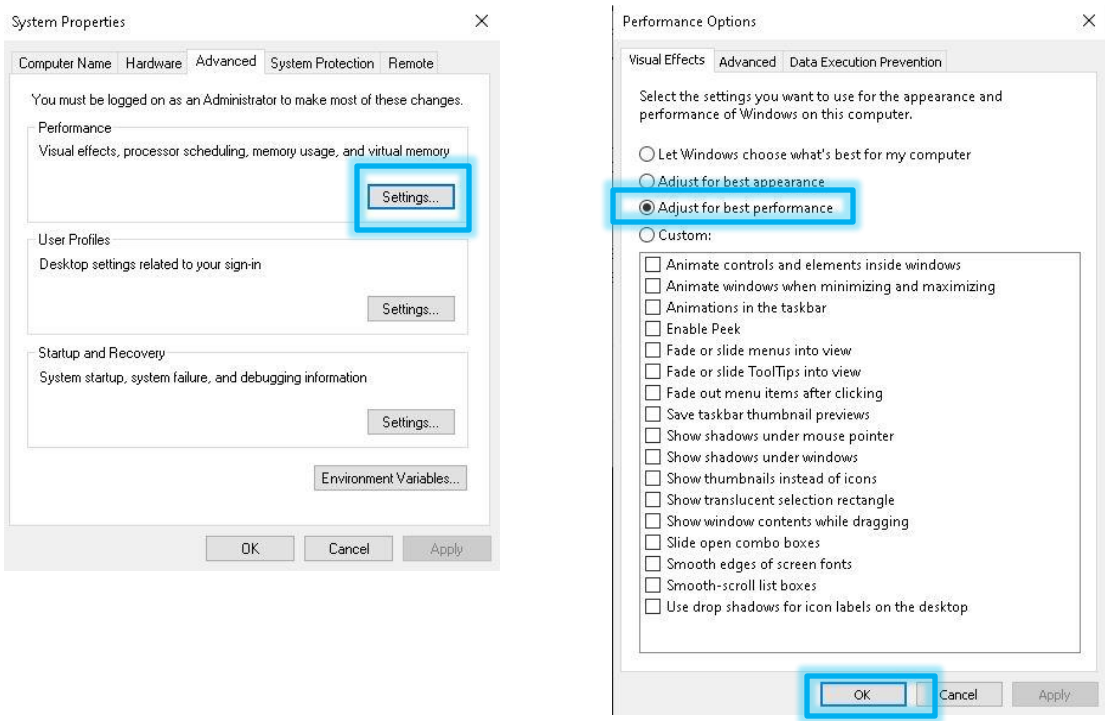 System Properties
Computer Name Hardware Advanced System Protection Remote
You must be logged on as an Administrator to make most of these changes.
Performance
Visual effects, processor scheduling, memory usage, and virtual memory
Settings...
User Profiles
Desktop settings related to your sign-in
Settings...
Startup and Recovery
System startup, system failure, and debugging information
Settings...
Environment Variables...
OK Cancel Apply
Performance Options
Visual Effects Advanced Data Execution Prevention
Select the settings you want to use for the appearance and
performance of Windows on this computer.
Let Windows choose what's best for my computer
Adjust for best appearance
Adjust for best performance
Custom:
Animate controls and elements inside windows
Animate windows when minimizing and maximizing
Animations in the taskbar
Enable Peek
Fade or slide menus into view
Fade or slide ToolTips into view
Fade out menu items after clicking
Save taskbar thumbnail previews
Show shadows under mouse pointer
Show shadows under windows
Show thumbnails instead of icons
Show translucent selection rectangle
Show window contents while dragging
Slide open combo boxes
Smooth edges of screen fonts
Smooth-scroll list boxes
Use drop shadows for icon labels on the desktop
OK Cancel Apply